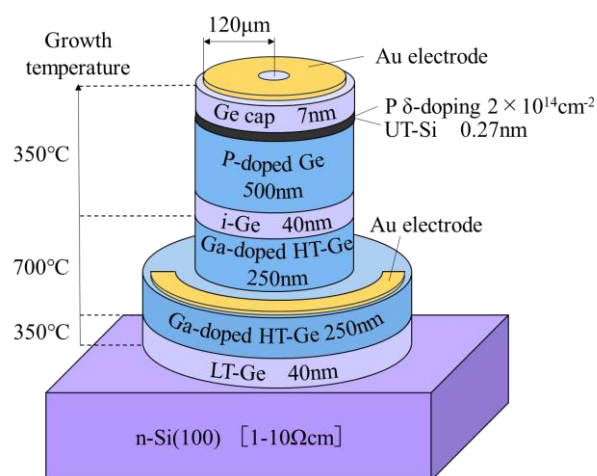 120μm
Growth
temperature
Au electrode
Ge cap 7nm
P δ-doping 2 × 10¹⁴cm⁻²
UT-Si 0.27nm
350°C
P-doped Ge
500nm
i-Ge 40nm
Au electrode
700°C
Ga-doped HT-Ge
250nm
350°C
Ga-doped HT-Ge 250nm
LT-Ge 40nm
n-Si(100) [1-10Ωcm]